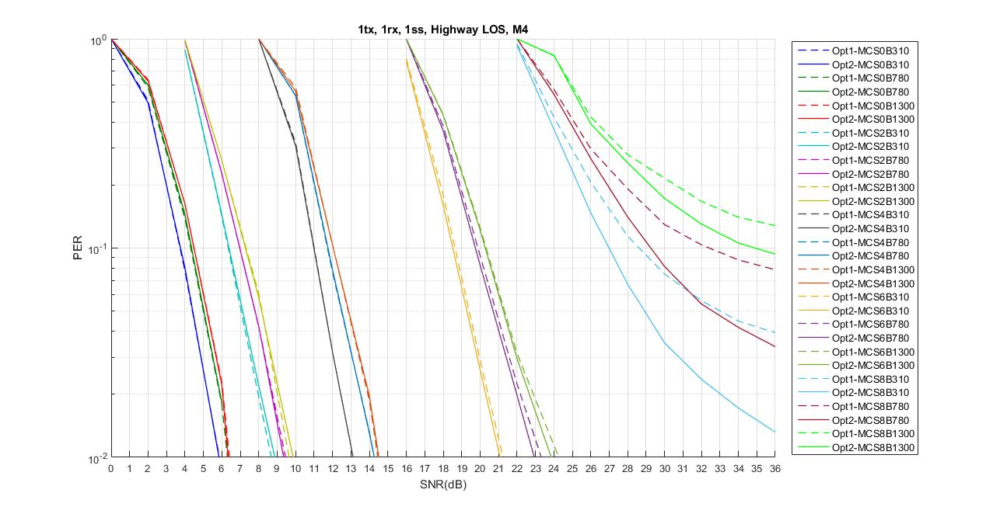 1tx, 1rx, 1ss, Highway LOS, M4
PER
10^0
10^-1
10^-2
0 1 2 3 4 5 6 7 8 9 10 11 12 13 14 15 16 17 18 19 20 21 22 23 24 25 26 27 28 29 30 31 32 33 34 35 36
SNR(dB)
Opt1-MCS0B310
Opt2-MCS0B310
Opt1-MCS0B780
Opt2-MCS0B780
Opt1-MCS0B1300
Opt2-MCS0B1300
Opt1-MCS2B310
Opt2-MCS2B310
Opt1-MCS2B780
Opt2-MCS2B780
Opt1-MCS2B1300
Opt2-MCS2B1300
Opt1-MCS4B310
Opt2-MCS4B310
Opt1-MCS4B780
Opt2-MCS4B780
Opt1-MCS4B1300
Opt2-MCS4B1300
Opt1-MCS6B310
Opt2-MCS6B310
Opt1-MCS6B780
Opt2-MCS6B780
Opt1-MCS6B1300
Opt2-MCS6B1300
Opt1-MCS8B310
Opt2-MCS8B310
Opt1-MCS8B780
Opt2-MCS8B780
Opt1-MCS8B1300
Opt2-MCS8B1300